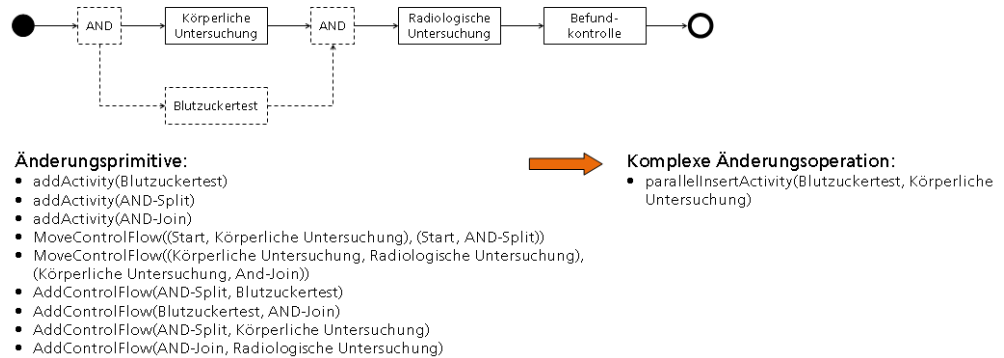 AND
Körperliche
Untersuchung
AND
Radiologische
Untersuchung
Befund-
kontrolle
Blutzuckertest
Änderungsprimitive:
• addActivity(Blutzuckertest)
• addActivity(AND-Split)
• addActivity(AND-Join)
• MoveControlFlow((Start, Körperliche Untersuchung), (Start, AND-Split))
• MoveControlFlow((Körperliche Untersuchung, Radiologische Untersuchung),
(Körperliche Untersuchung, And-Join))
• AddControlFlow(AND-Split, Blutzuckertest)
• AddControlFlow(Blutzuckertest, AND-Join)
• AddControlFlow(AND-Split, Körperliche Untersuchung)
• AddControlFlow(AND-Join, Radiologische Untersuchung)
Komplexe Änderungsoperation:
• parallelInsertActivity(Blutzuckertest, Körperliche
Untersuchung)